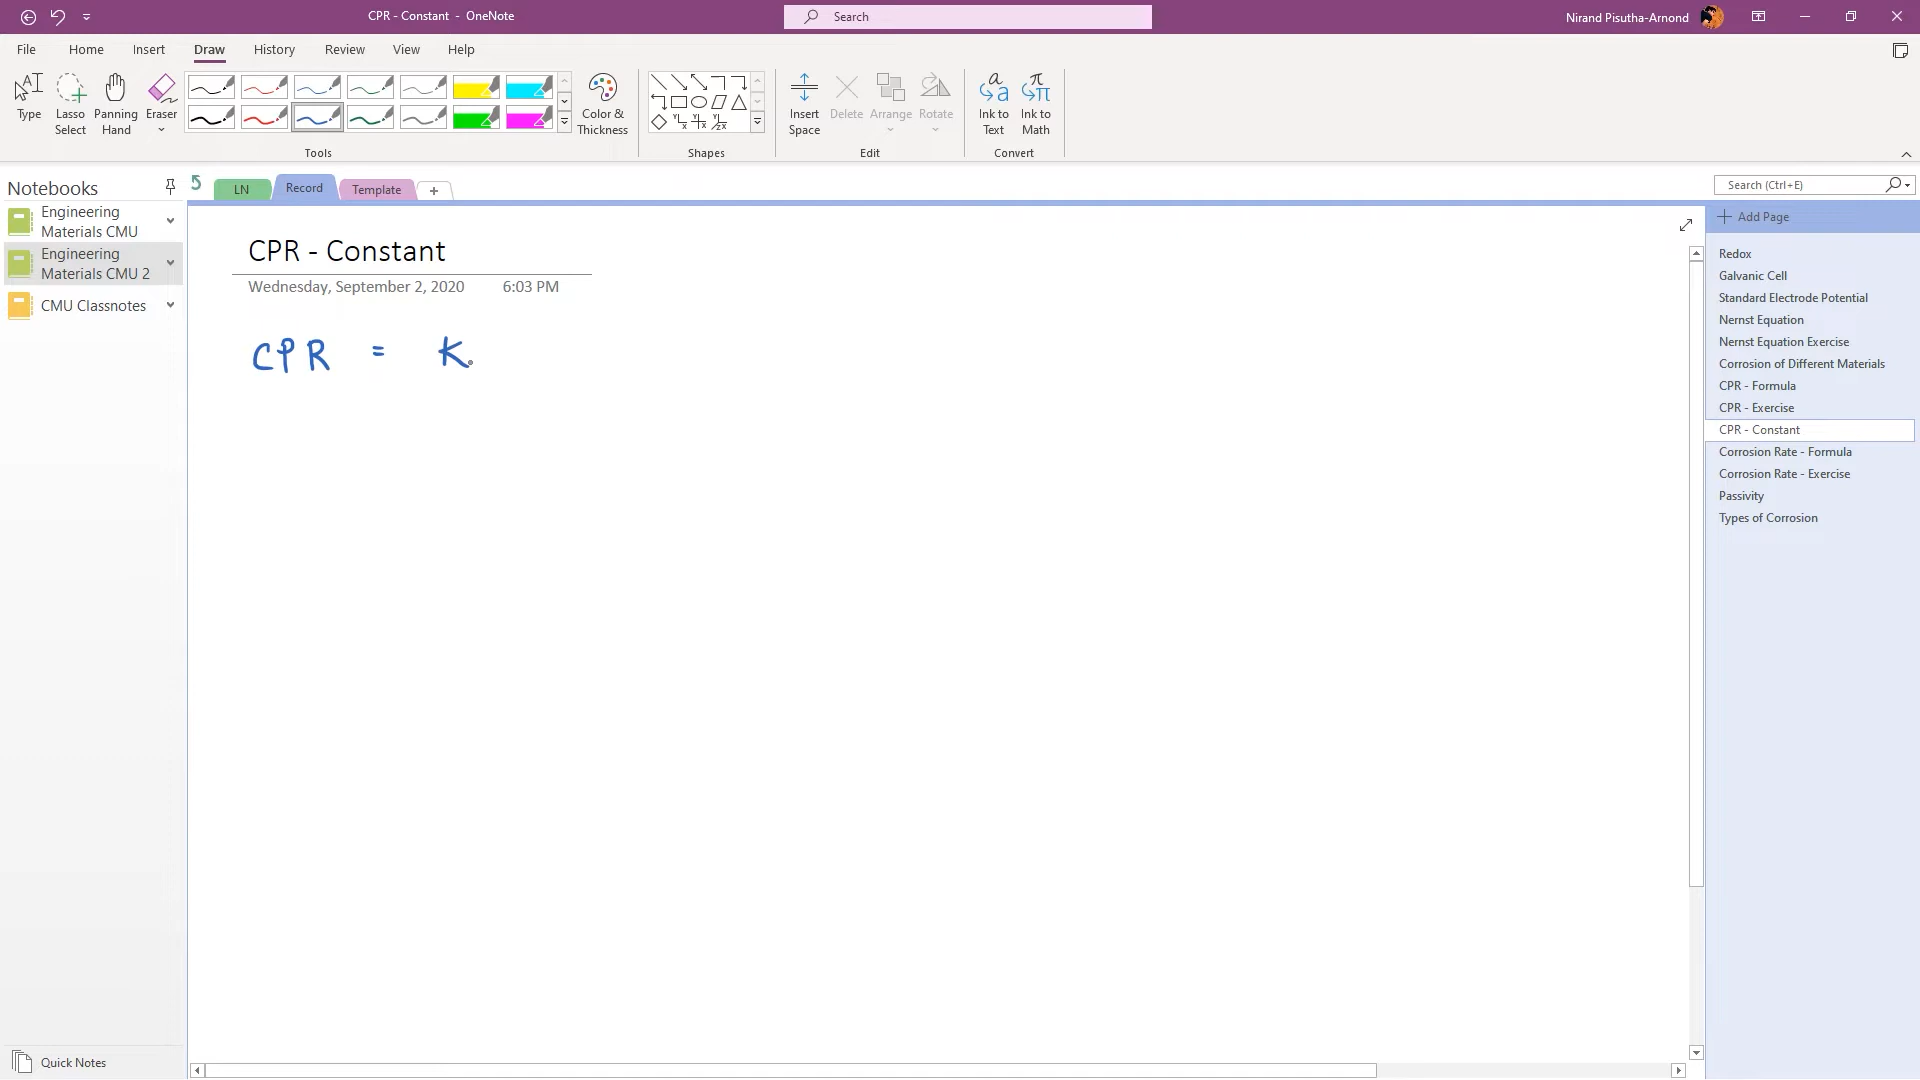 CPR - Constant - OneNote
Search
Nirand Pisutha-Arnond
File Home Insert Draw History Review View Help
Type
Lasso Select
Panning Hand
Eraser
Color & Thickness
Insert Space
Delete
Arrange
Rotate
Ink to Text
Ink to Math
Tools
Shapes
Edit
Convert
Notebooks
LN Record Template
Search (Ctrl+E)
Engineering Materials CMU
Engineering Materials CMU 2
CMU Classnotes
Quick Notes
CPR - Constant
Wednesday, September 2, 2020 6:03 PM
CPR = K
Add Page
Redox
Galvanic Cell
Standard Electrode Potential
Nernst Equation
Nernst Equation Exercise
Corrosion of Different Materials
CPR - Formula
CPR - Exercise
CPR - Constant
Corrosion Rate - Formula
Corrosion Rate - Exercise
Passivity
Types of Corrosion